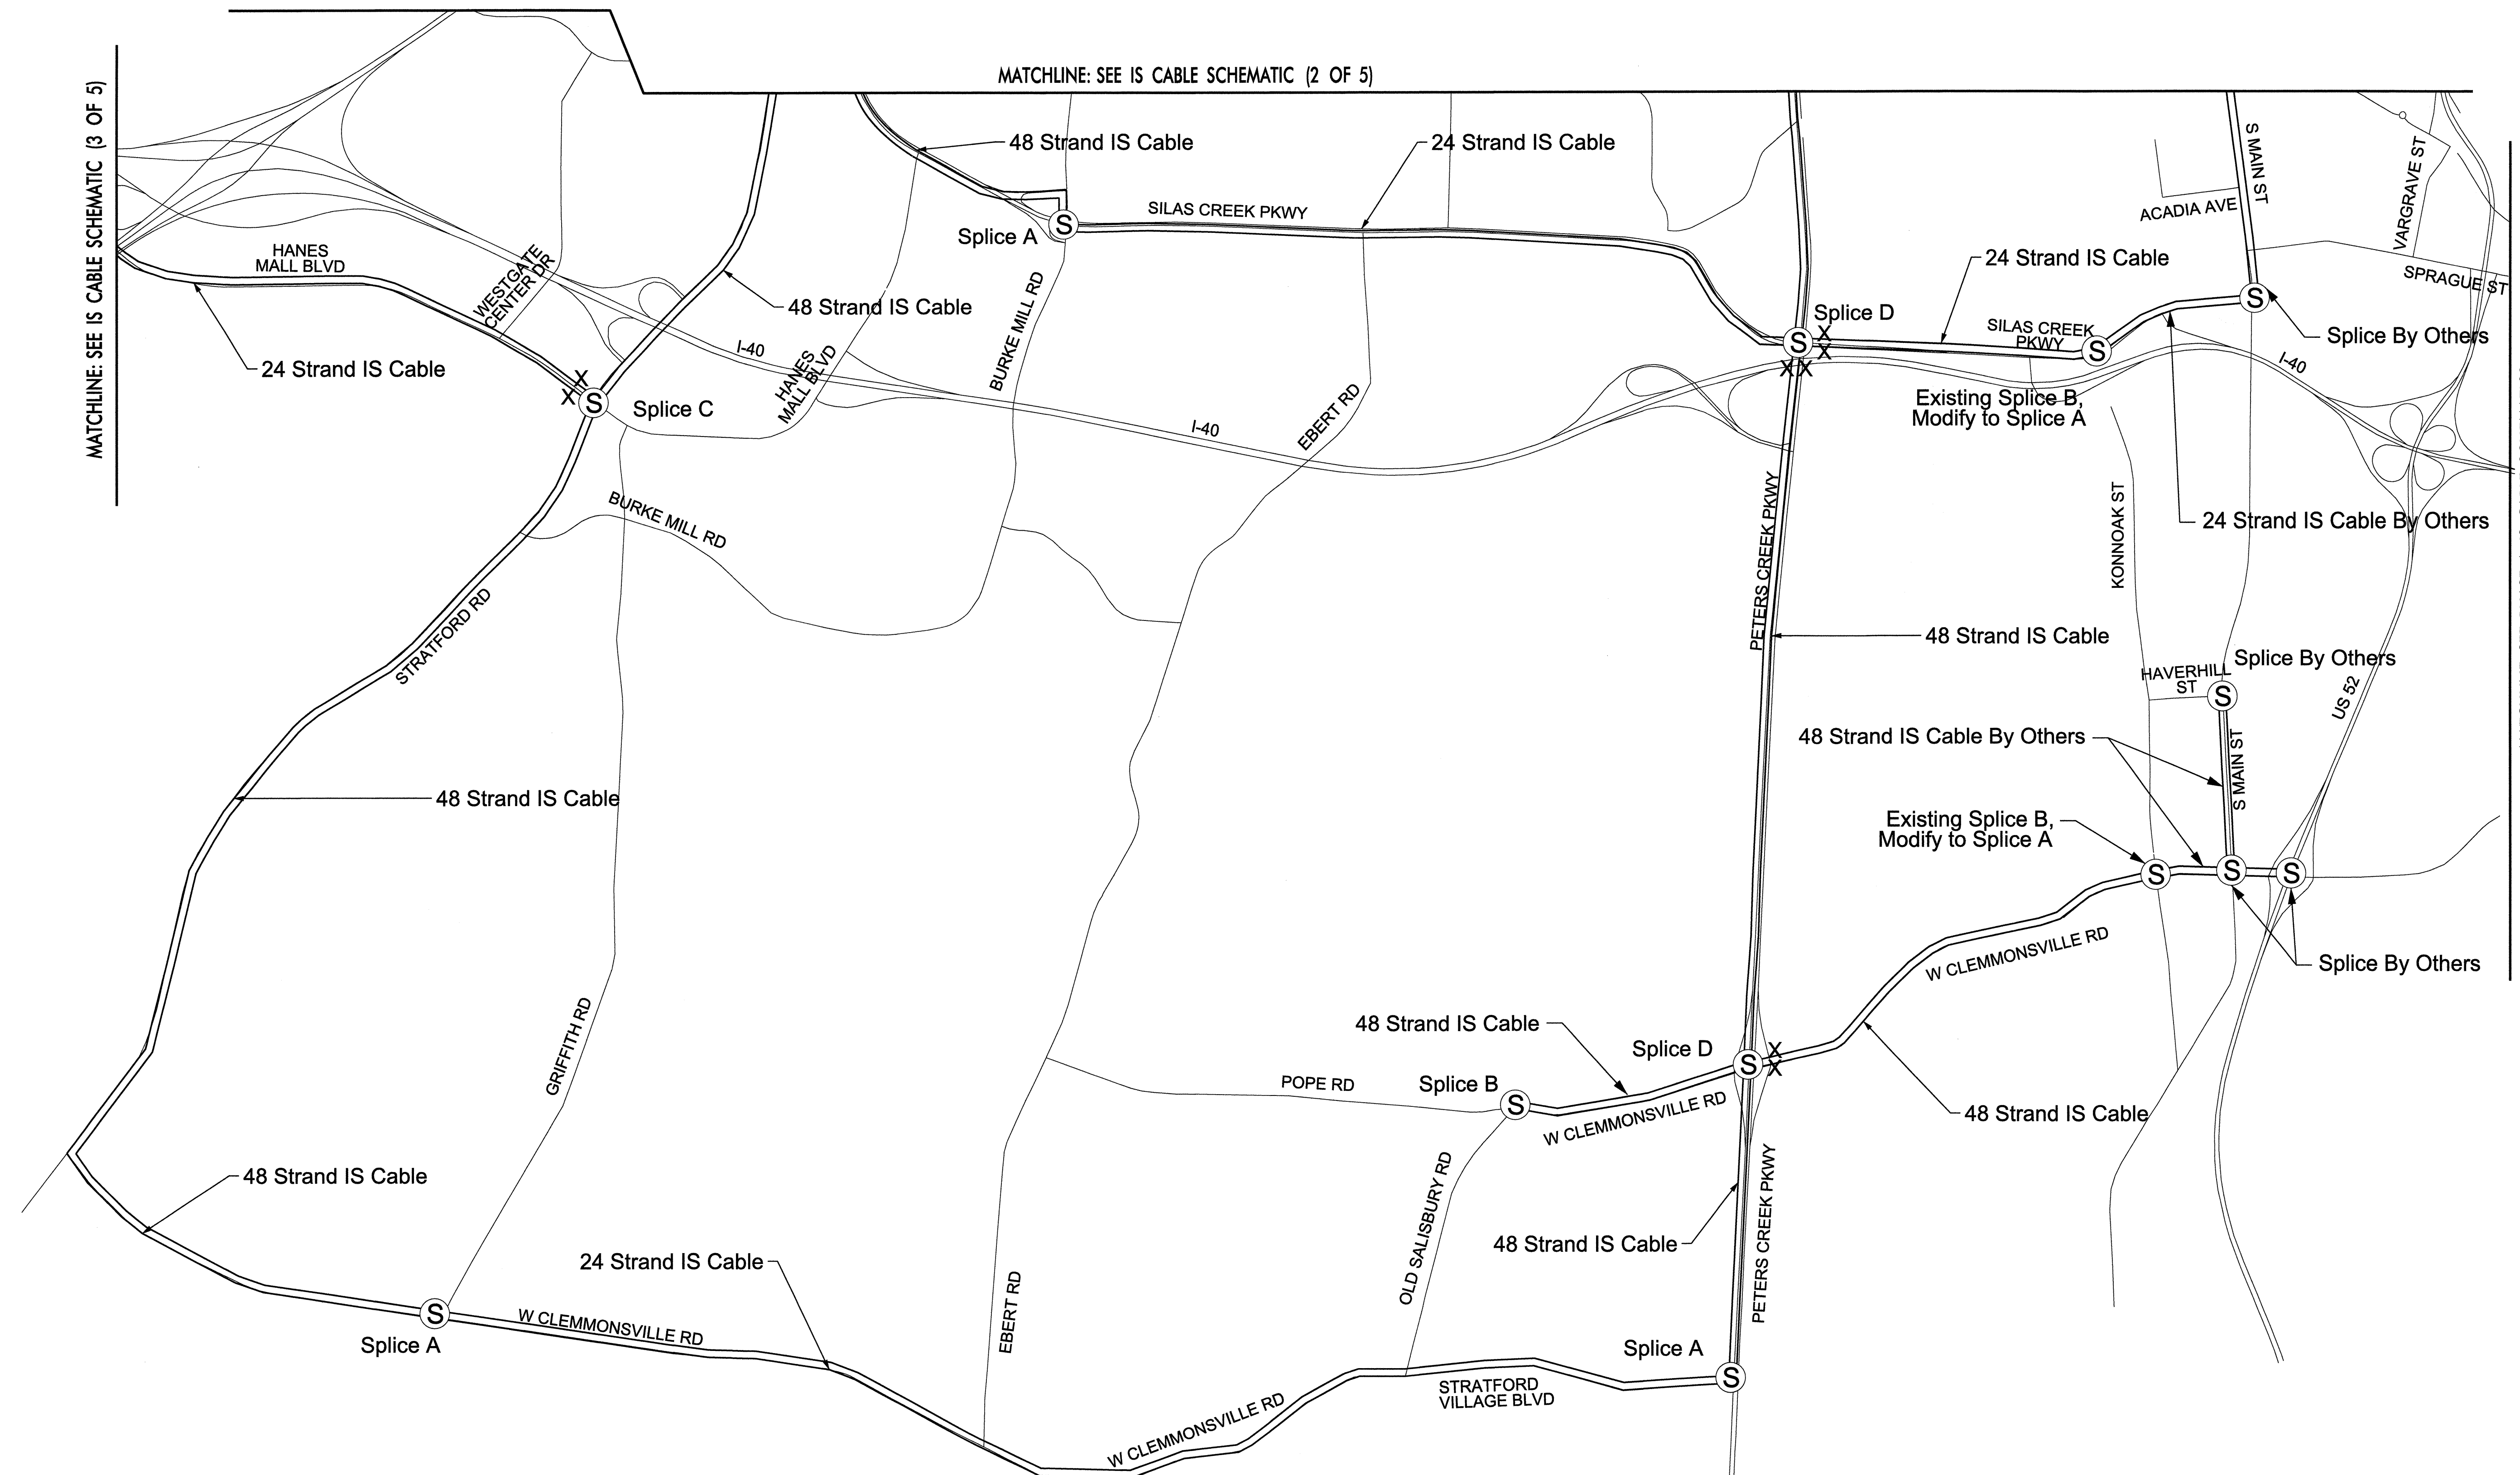 MATCHLINE: SEE IS CABLE SCHEMATIC (2 OF 5)
MATCHLINE: SEE IS CABLE SCHEMATIC (3 OF 5)
48 Strand IS Cable
24 Strand IS Cable
S MAIN ST
VARGRAVE ST
ACADIA AVE
SILAS CREEK PKWY
S
Splice A
HANES
MALL BLVD
WESTGATE
CENTER DR
24 Strand IS Cable
SPRAGUE ST
S
48 Strand IS Cable
BURKE MILL RD
Splice D
X
S
X
X X
SILAS CREEK
PKWY
S
Splice By Others
24 Strand IS Cable
I-40
HANES
MALL BLVD
I-40
X
X
S
Splice C
EBERT RD
Existing Splice B,
Modify to Splice A
I-40
BURKE MILL RD
PETERS CREEK PKWY
KONNOAK ST
24 Strand IS Cable By Others
STRATFORD RD
48 Strand IS Cable
Splice By Others
HAVERHILL
ST
S
US 52
48 Strand IS Cable By Others
S MAIN ST
48 Strand IS Cable
Existing Splice B,
Modify to Splice A
S
S
S
W CLEMMONSVILLE RD
Splice By Others
GRIFFITH RD
48 Strand IS Cable
Splice D
S
X
X
POPE RD
Splice B
S
W CLEMMONSVILLE RD
48 Strand IS Cable
48 Strand IS Cable
OLD SALISBURY RD
48 Strand IS Cable
PETERS CREEK PKWY
24 Strand IS Cable
EBERT RD
S
Splice A
W CLEMMONSVILLE RD
Splice A
S
STRATFORD
VILLAGE BLVD
W CLEMMONSVILLE RD